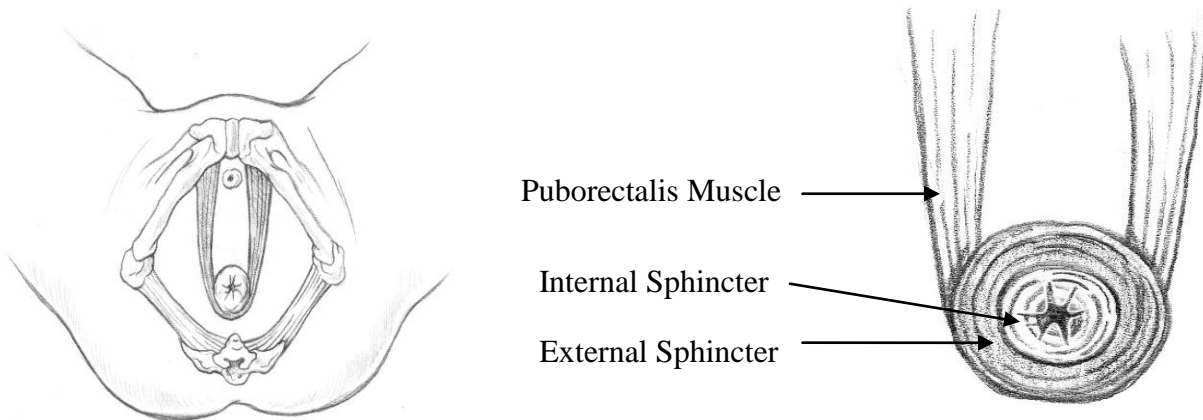 Puborectalis Muscle
Internal Sphincter
External Sphincter